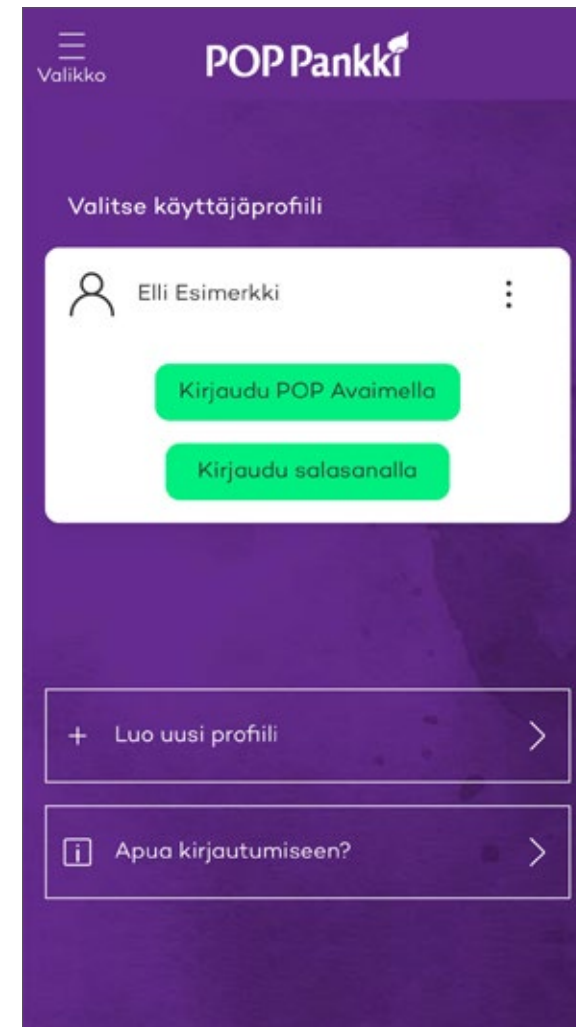 POP Pankki
Valikko
Valitse käyttäjäprofiili
Elli Esimerkki
Kirjaudu POP Avaimella
Kirjaudu salasanalla
+ Luo uusi profiili
Apua kirjautumiseen?